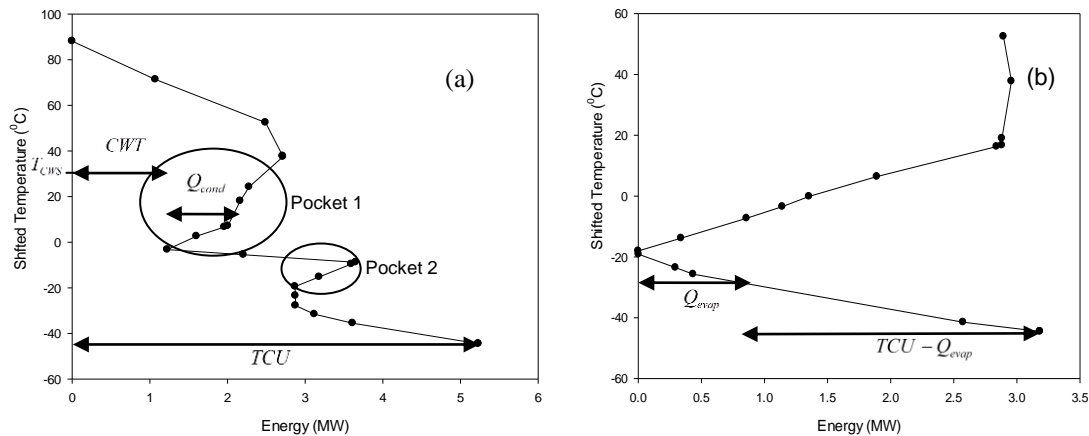 (a)
100
80
60
40
20
0
-20
-40
-60
Shifted Temperature (⁰C)
T_CWS
CWT
Q_cond
Pocket 1
Pocket 2
TCU
0 1 2 3 4 5 6
Energy (MW)
(b)
60
40
20
0
-20
-40
-60
Shifted Temperature (⁰C)
Q_evap
TCU − Q_evap
0.0 0.5 1.0 1.5 2.0 2.5 3.0 3.5
Energy (MW)